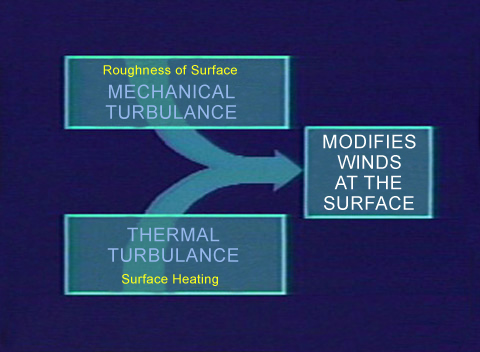 Roughness of Surface
MECHANICAL
TURBULANCE
MODIFIES
WINDS
AT THE
SURFACE
THERMAL
TURBULANCE
Surface Heating